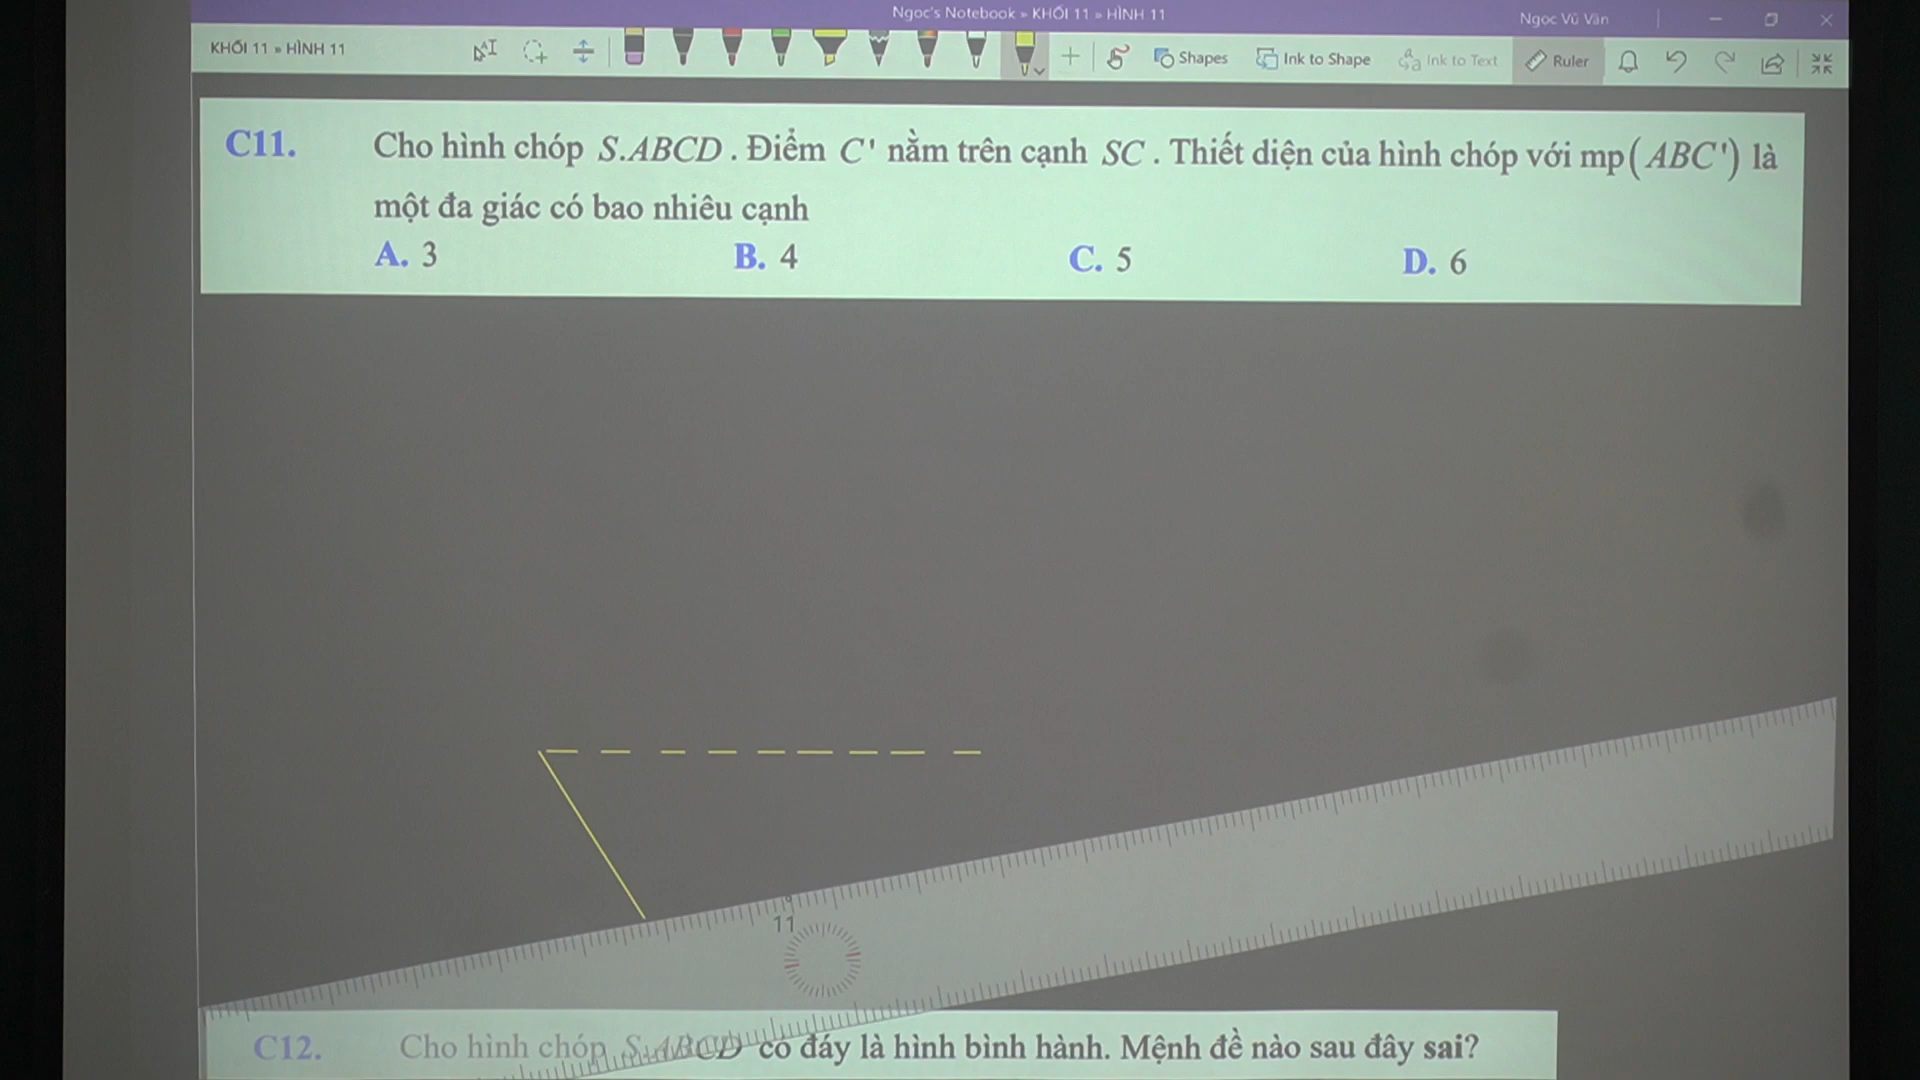 Ngoc's Notebook » KHỐI 11 » HÌNH 11
Ngoc Vũ Văn
KHỐI 11 » HÌNH 11
Shapes
Ink to Shape
Ink to Text
Ruler
C11. Cho hình chóp S.ABCD. Điểm C' nằm trên cạnh SC. Thiết diện của hình chóp với mp(ABC') là
một đa giác có bao nhiêu cạnh
A. 3 B. 4 C. 5 D. 6
11
C12. Cho hình chóp S.ABCD có đáy là hình bình hành. Mệnh đề nào sau đây sai?